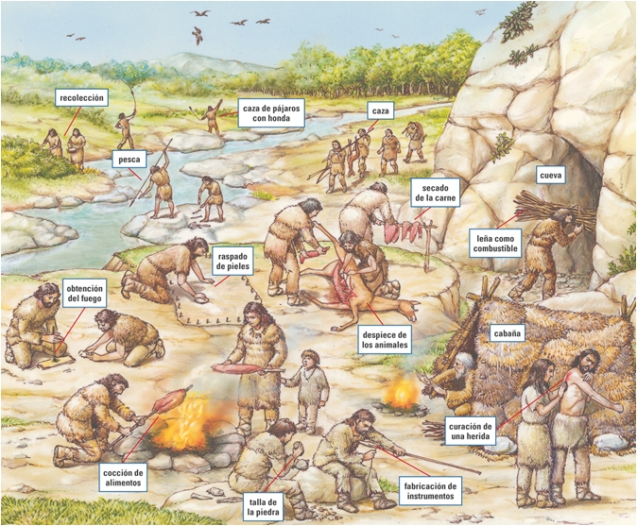 recolección
caza de pájaros
con honda
caza
pesca
secado
de la carne
cueva
leña como
combustible
raspado
de pieles
obtención
del fuego
despiece de
los animales
cabaña
curación de
una herida
cocción de
alimentos
talla de
la piedra
fabricación de
instrumentos